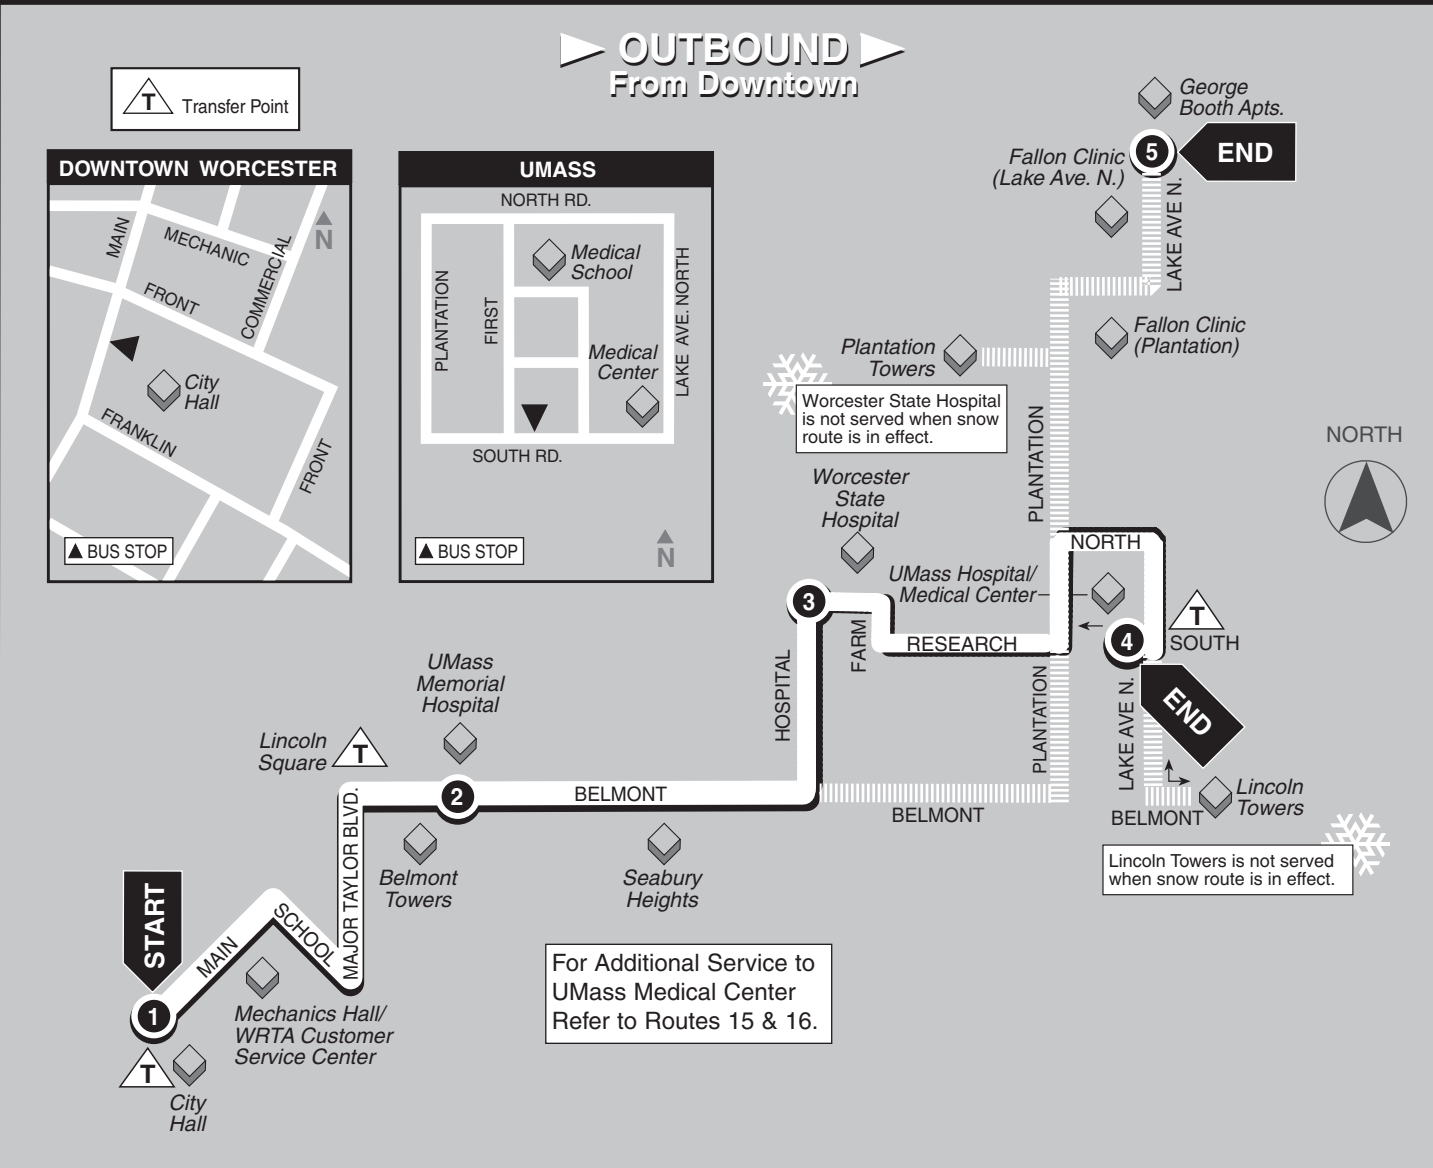 OUTBOUND
From Downtown
T Transfer Point
DOWNTOWN WORCESTER
MAIN
MECHANIC
COMMERCIAL
N
FRONT
City
Hall
FRANKLIN
FRONT
BUS STOP
UMASS
NORTH RD.
Medical
School
PLANTATION
FIRST
LAKE AVE. NORTH
Medical
Center
SOUTH RD.
BUS STOP
N
George
Booth Apts.
5
END
Fallon Clinic
(Lake Ave. N.)
LAKE AVE N.
Fallon Clinic
(Plantation)
Plantation
Towers
Worcester State Hospital
is not served when snow
route is in effect.
PLANTATION
NORTH
Worcester
State
Hospital
NORTH
UMass Hospital/
Medical Center
3
FARM
RESEARCH
4
T
SOUTH
HOSPITAL
PLANTATION
LAKE AVE N.
END
UMass
Memorial
Hospital
Lincoln
Square
T
2
BELMONT
BELMONT
BELMONT
Lincoln
Towers
Lincoln Towers is not served
when snow route is in effect.
MAJOR TAYLOR BLVD.
Belmont
Towers
Seabury
Heights
START
MAIN
SCHOOL
1
Mechanics Hall/
WRTA Customer
Service Center
T
City
Hall
For Additional Service to
UMass Medical Center
Refer to Routes 15 & 16.